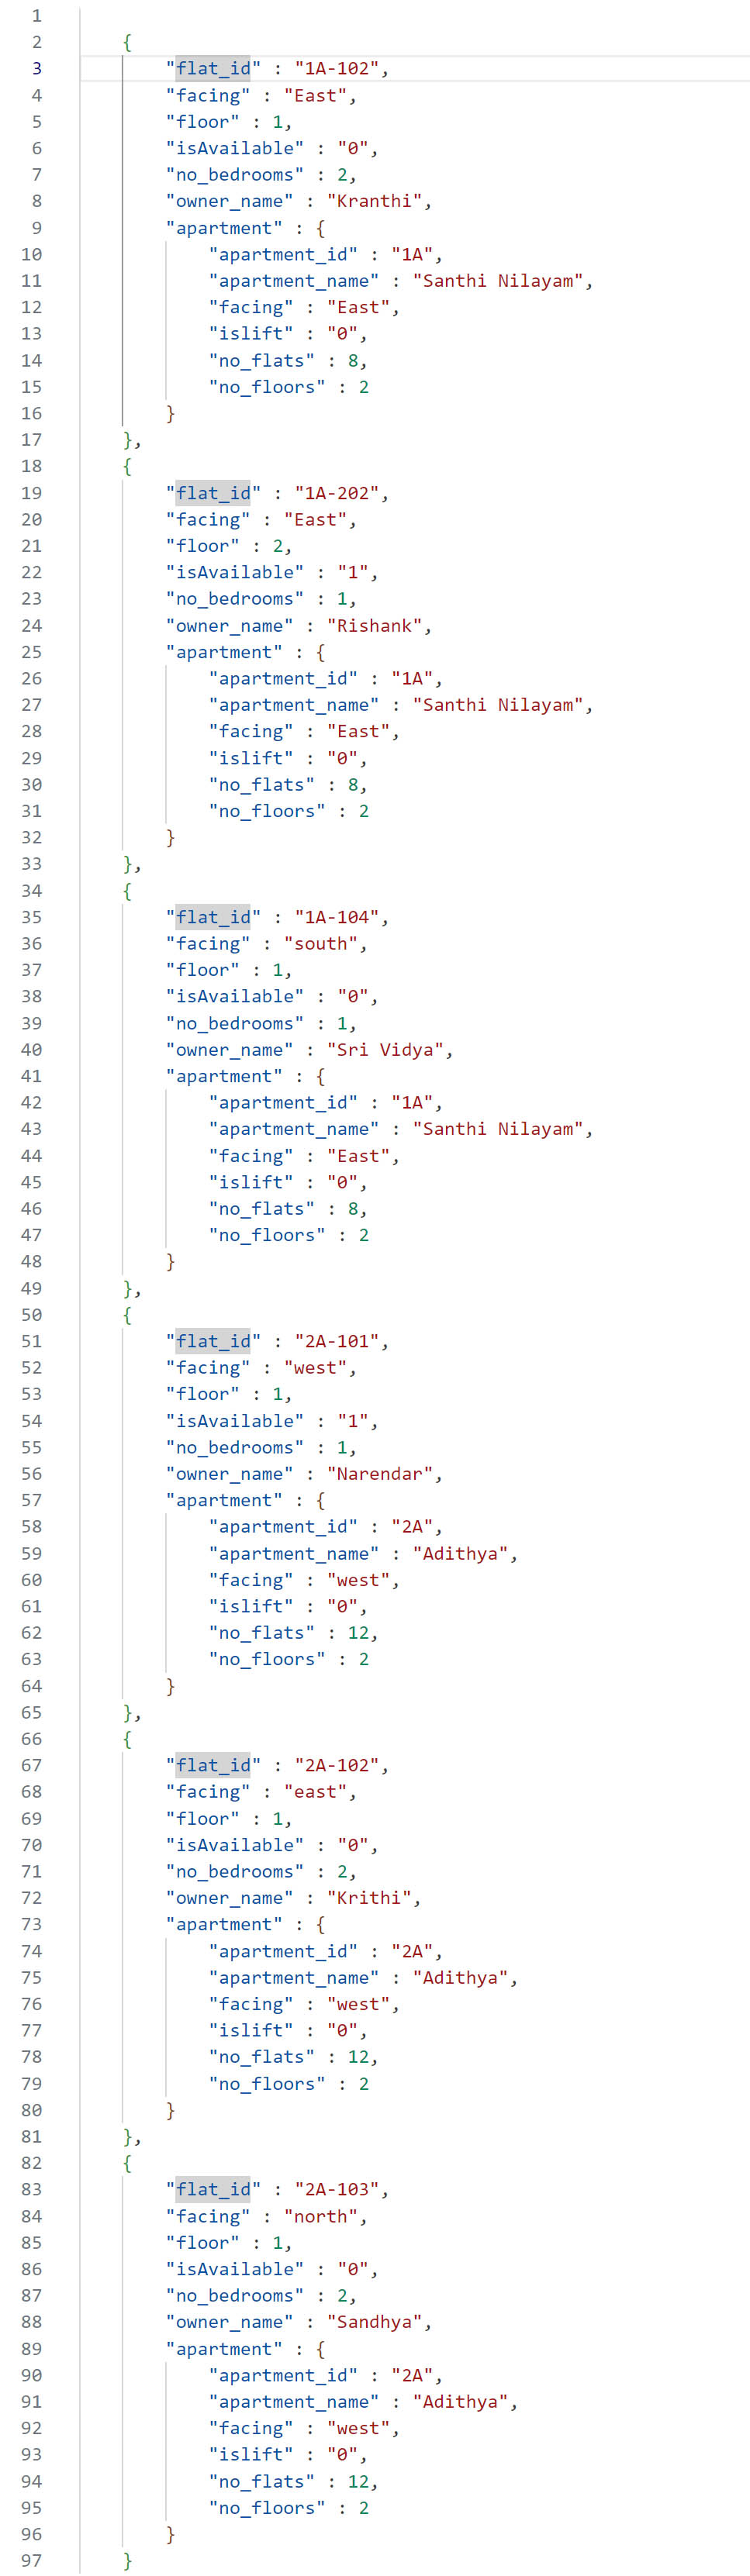 1
2 {
3 "flat_id" : "1A-102",
4 "facing" : "East",
5 "floor" : 1,
6 "isAvailable" : "0",
7 "no_bedrooms" : 2,
8 "owner_name" : "Kranthi",
9 "apartment" : {
10 "apartment_id" : "1A",
11 "apartment_name" : "Santhi Nilayam",
12 "facing" : "East",
13 "islift" : "0",
14 "no_flats" : 8,
15 "no_floors" : 2
16 }
17 },
18 {
19 "flat_id" : "1A-202",
20 "facing" : "East",
21 "floor" : 2,
22 "isAvailable" : "1",
23 "no_bedrooms" : 1,
24 "owner_name" : "Rishank",
25 "apartment" : {
26 "apartment_id" : "1A",
27 "apartment_name" : "Santhi Nilayam",
28 "facing" : "East",
29 "islift" : "0",
30 "no_flats" : 8,
31 "no_floors" : 2
32 }
33 },
34 {
35 "flat_id" : "1A-104",
36 "facing" : "south",
37 "floor" : 1,
38 "isAvailable" : "0",
39 "no_bedrooms" : 1,
40 "owner_name" : "Sri Vidya",
41 "apartment" : {
42 "apartment_id" : "1A",
43 "apartment_name" : "Santhi Nilayam",
44 "facing" : "East",
45 "islift" : "0",
46 "no_flats" : 8,
47 "no_floors" : 2
48 }
49 },
50 {
51 "flat_id" : "2A-101",
52 "facing" : "west",
53 "floor" : 1,
54 "isAvailable" : "1",
55 "no_bedrooms" : 1,
56 "owner_name" : "Narendar",
57 "apartment" : {
58 "apartment_id" : "2A",
59 "apartment_name" : "Adithya",
60 "facing" : "west",
61 "islift" : "0",
62 "no_flats" : 12,
63 "no_floors" : 2
64 }
65 },
66 {
67 "flat_id" : "2A-102",
68 "facing" : "east",
69 "floor" : 1,
70 "isAvailable" : "0",
71 "no_bedrooms" : 2,
72 "owner_name" : "Krithi",
73 "apartment" : {
74 "apartment_id" : "2A",
75 "apartment_name" : "Adithya",
76 "facing" : "west",
77 "islift" : "0",
78 "no_flats" : 12,
79 "no_floors" : 2
80 }
81 },
82 {
83 "flat_id" : "2A-103",
84 "facing" : "north",
85 "floor" : 1,
86 "isAvailable" : "0",
87 "no_bedrooms" : 2,
88 "owner_name" : "Sandhya",
89 "apartment" : {
90 "apartment_id" : "2A",
91 "apartment_name" : "Adithya",
92 "facing" : "west",
93 "islift" : "0",
94 "no_flats" : 12,
95 "no_floors" : 2
96 }
97 }